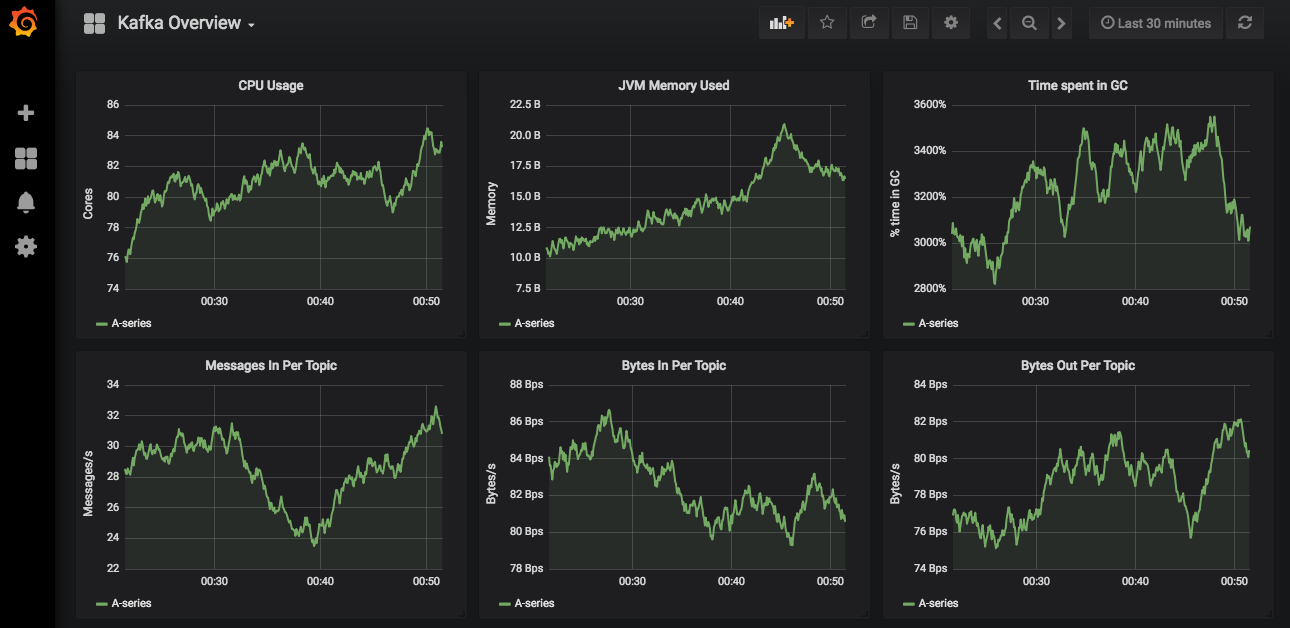 Kafka Overview
Last 30 minutes
CPU Usage
Cores
86
84
82
80
78
76
74
00:30 00:40 00:50
A-series
JVM Memory Used
Memory
22.5 B
20.0 B
17.5 B
15.0 B
12.5 B
10.0 B
7.5 B
00:30 00:40 00:50
A-series
Time spent in GC
% time in GC
3600%
3400%
3200%
3000%
2800%
00:30 00:40 00:50
A-series
Messages In Per Topic
Messages/s
34
32
30
28
26
24
22
00:30 00:40 00:50
A-series
Bytes In Per Topic
Bytes/s
88 Bps
86 Bps
84 Bps
82 Bps
80 Bps
78 Bps
00:30 00:40 00:50
A-series
Bytes Out Per Topic
Bytes/s
84 Bps
82 Bps
80 Bps
78 Bps
76 Bps
74 Bps
00:30 00:40 00:50
A-series